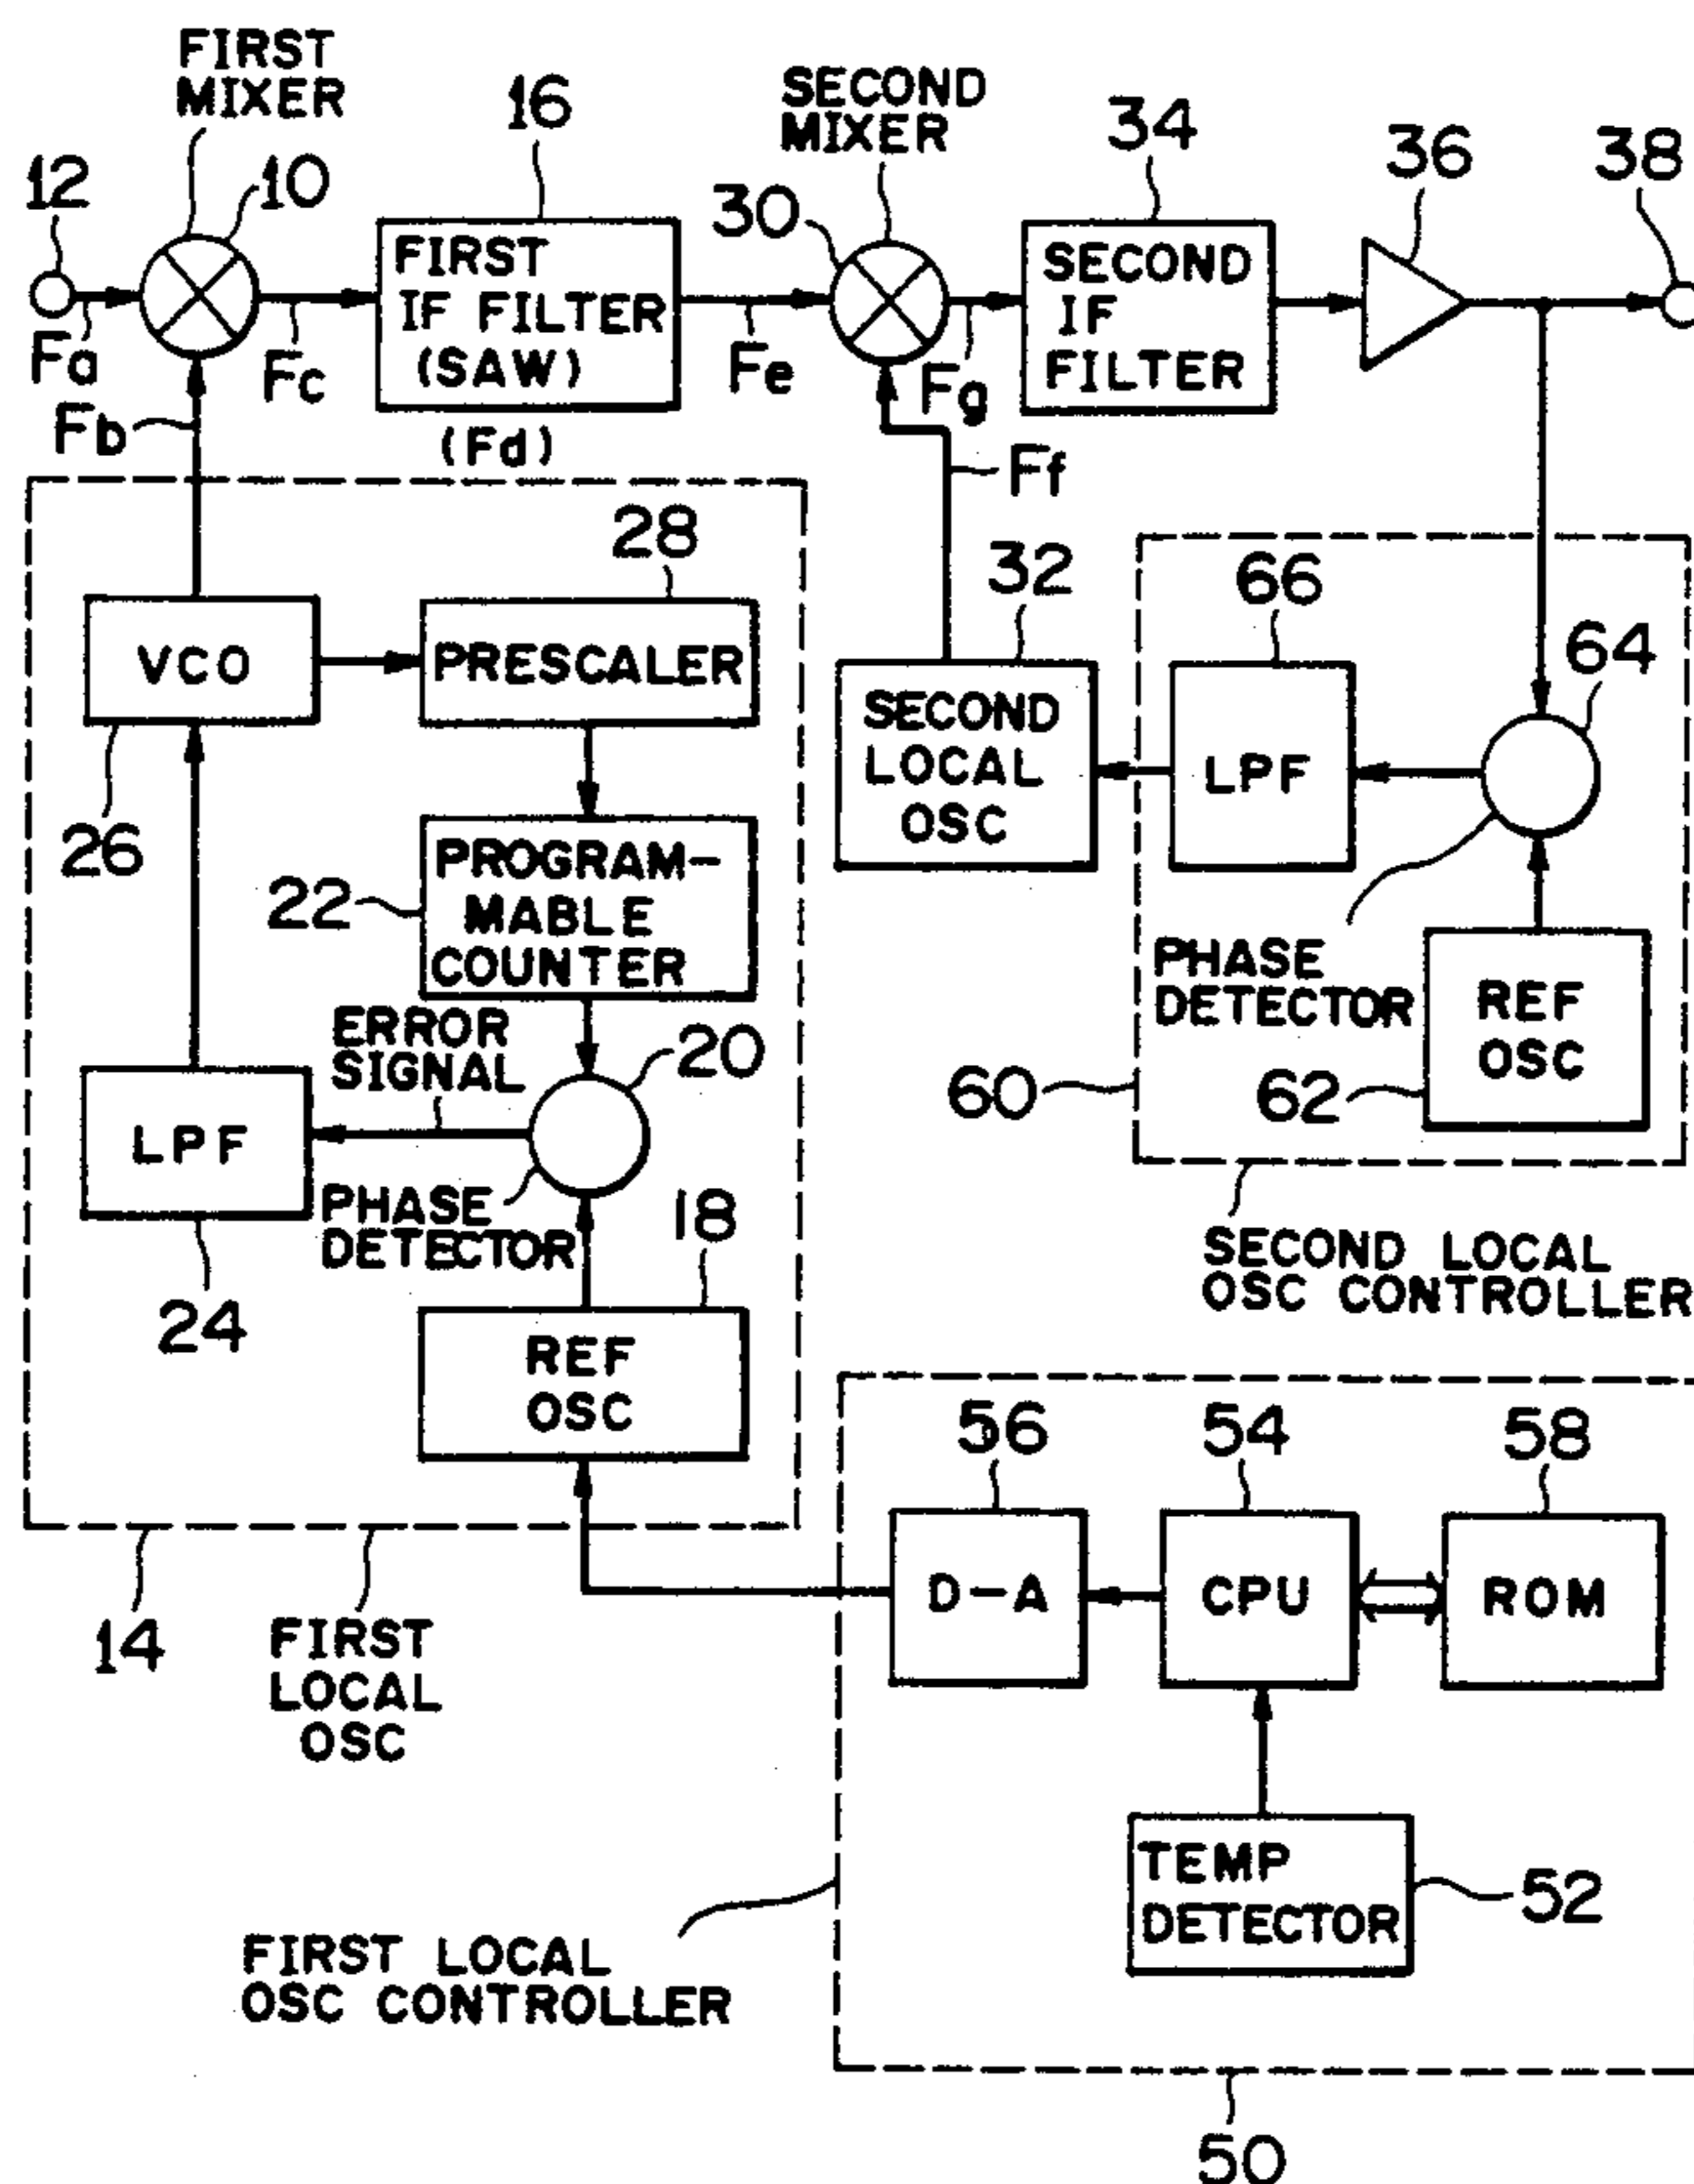 FIRST
MIXER
16
SECOND
MIXER
34
36
38
12
10
30
FIRST
IF FILTER
(SAW)
SECOND
IF
FILTER
Fa
Fc
Fe
Fg
Fb
(Fd)
Ff
28
32
66
64
VCO
PRESCALER
SECOND
LOCAL
OSC
LPF
26
22
PROGRAM-
MABLE
COUNTER
PHASE
DETECTOR
REF
OSC
ERROR
SIGNAL
20
60
62
LPF
PHASE
DETECTOR
18
SECOND LOCAL
OSC CONTROLLER
24
REF
OSC
56
54
58
D-A
CPU
ROM
14
FIRST
LOCAL
OSC
TEMP
DETECTOR
52
FIRST LOCAL
OSC CONTROLLER
50